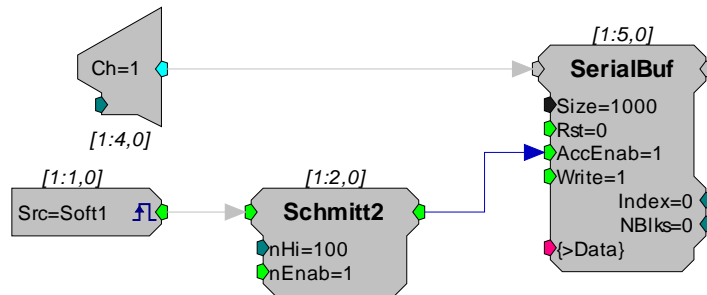 [1:5,0]
Ch=1
SerialBuf
Size=1000
Rst=0
AccEnab=1
Write=1
Index=0
NBlks=0
{>Data}
[1:4,0]
[1:1,0]
Src=Soft1
[1:2,0]
Schmitt2
nHi=100
nEnab=1